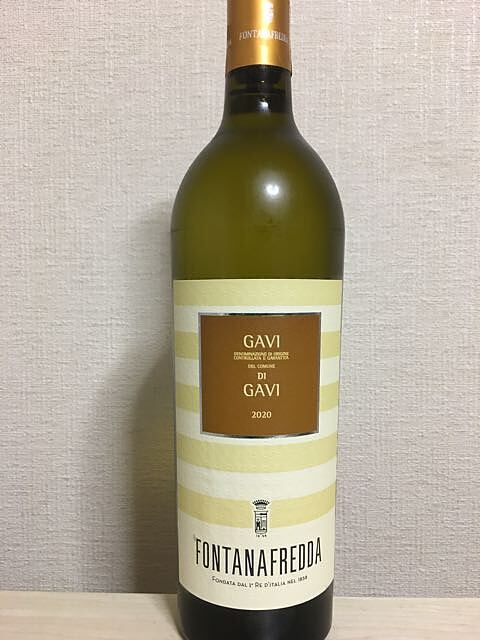 FONTANAFREDDA
GAVI
DENOMINAZIONE DI ORIGINE
CONTROLLATA E GARANTITA
DEL COMUNE
DI
GAVI
2020
FONTANAFREDDA
FONDATA DAL 1° RE D'ITALIA NEL 1858